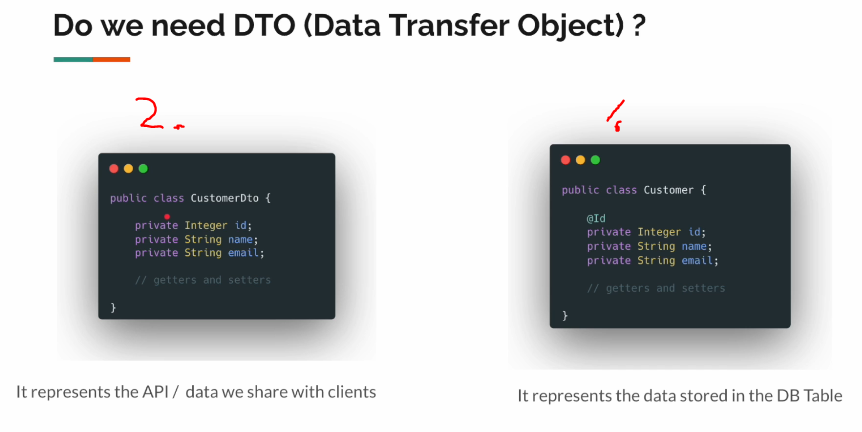 Do we need DTO (Data Transfer Object) ?
2.
public class CustomerDto {
private Integer id;
private String name;
private String email;
// getters and setters
}
It represents the API / data we share with clients
1.
public class Customer {
@Id
private Integer id;
private String name;
private String email;
// getters and setters
}
It represents the data stored in the DB Table